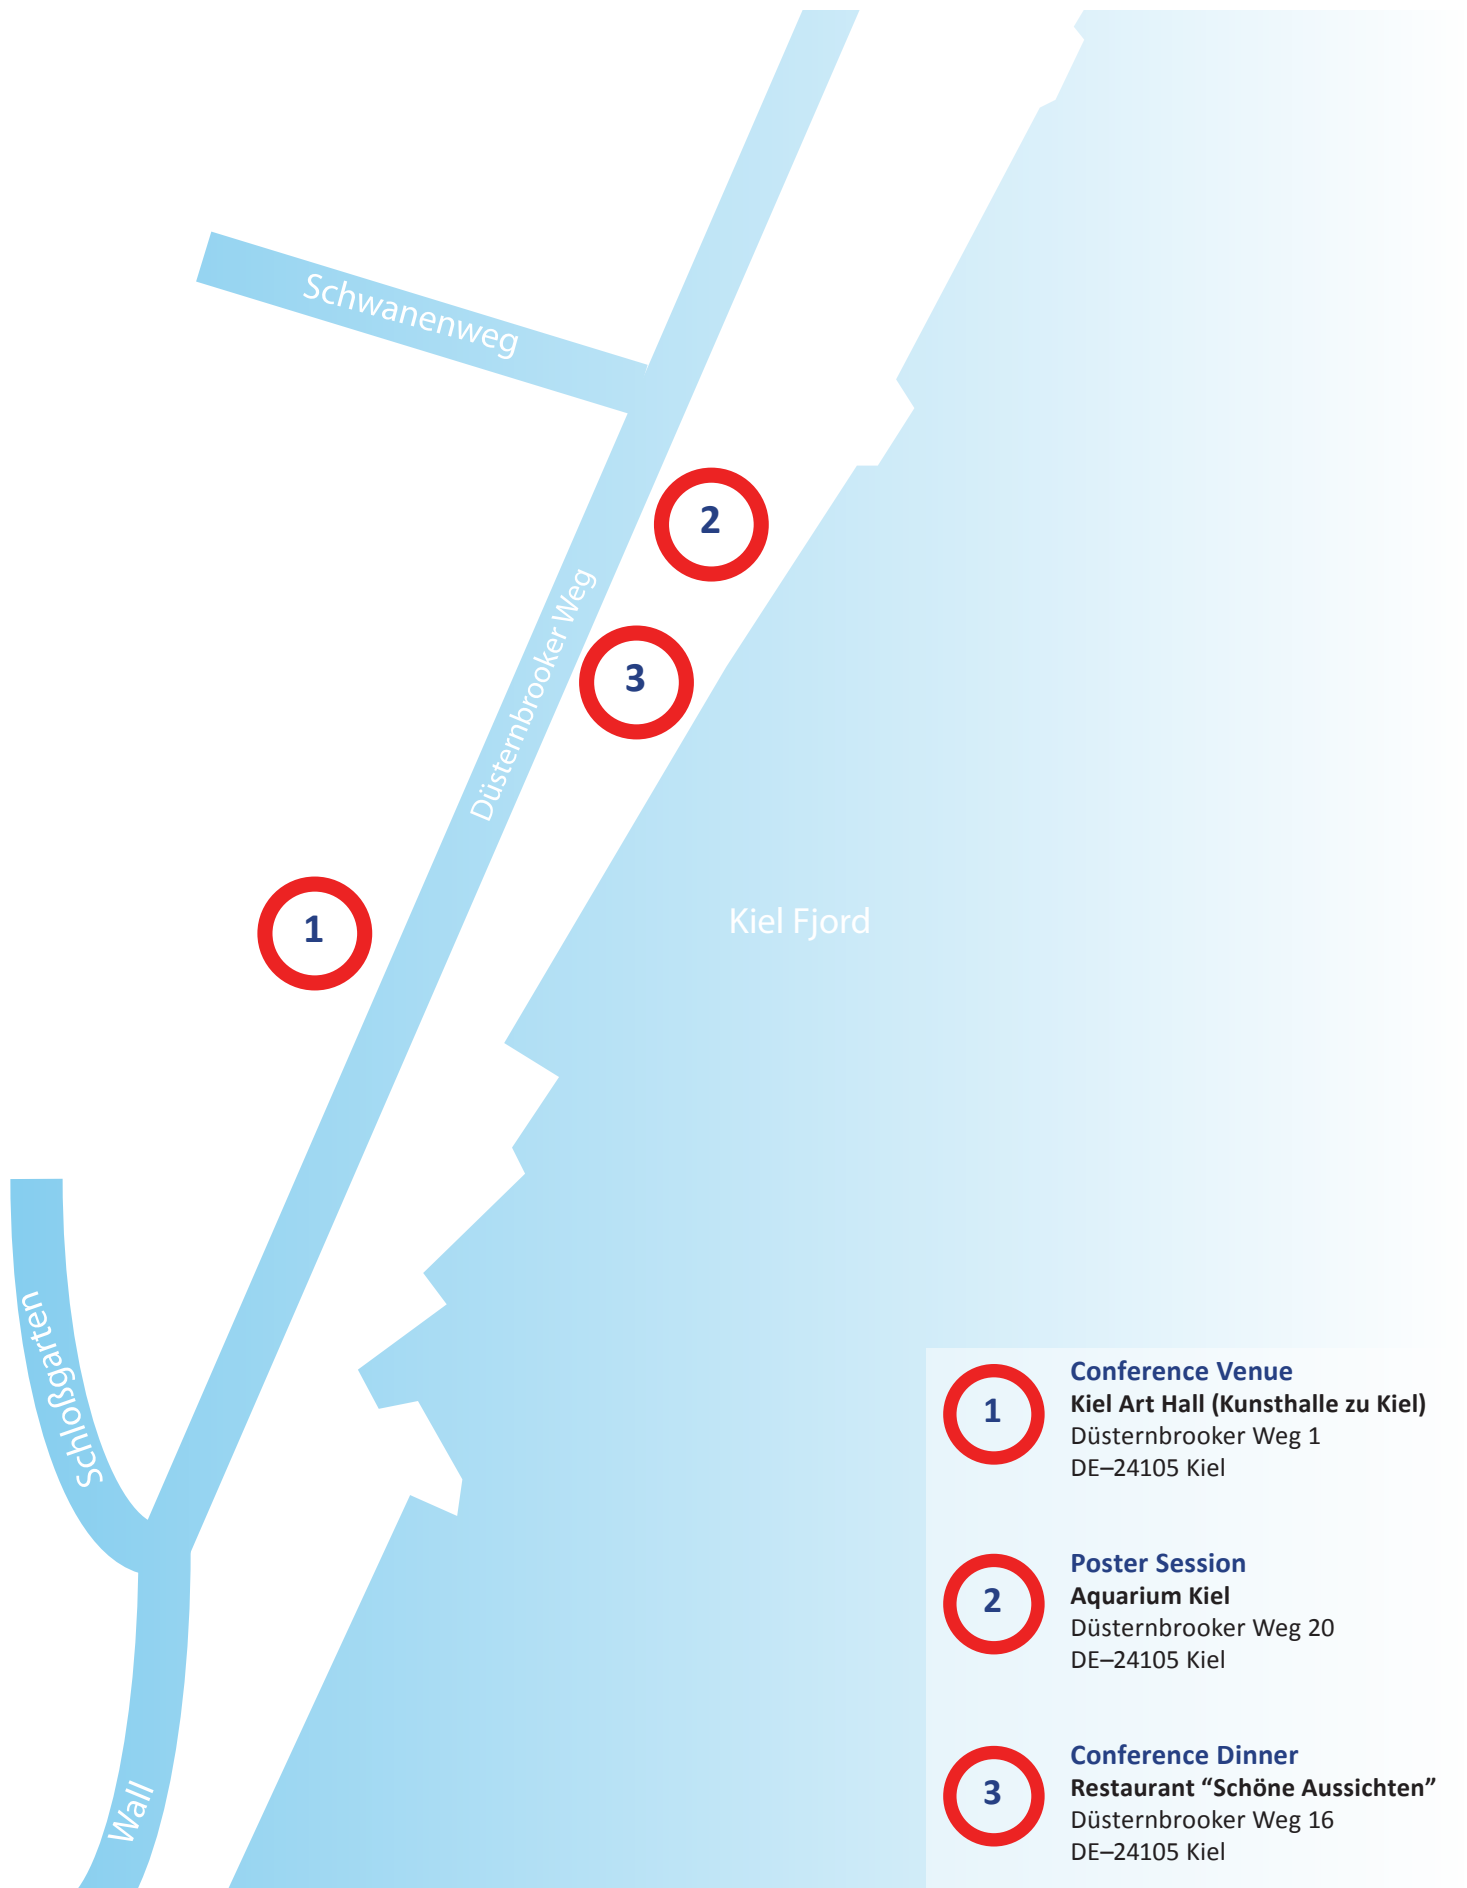 Schwanenweg
2
Düsternbrooker Weg
3
1
Kiel Fjord
Schloßgarten
Wall
1
Conference Venue
Kiel Art Hall (Kunsthalle zu Kiel)
Düsternbrooker Weg 1
DE–24105 Kiel
2
Poster Session
Aquarium Kiel
Düsternbrooker Weg 20
DE–24105 Kiel
3
Conference Dinner
Restaurant “Schöne Aussichten”
Düsternbrooker Weg 16
DE–24105 Kiel